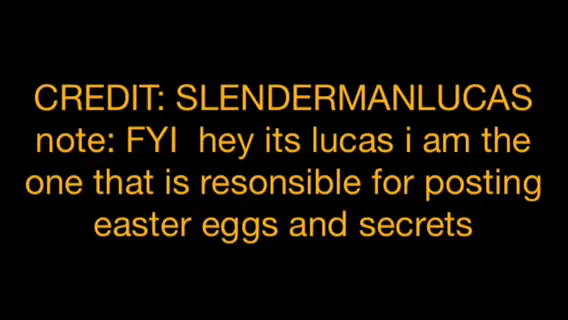 CREDIT: SLENDERMANLUCAS
note: FYI  hey its lucas i am the
one that is resonsible for posting
easter eggs and secrets